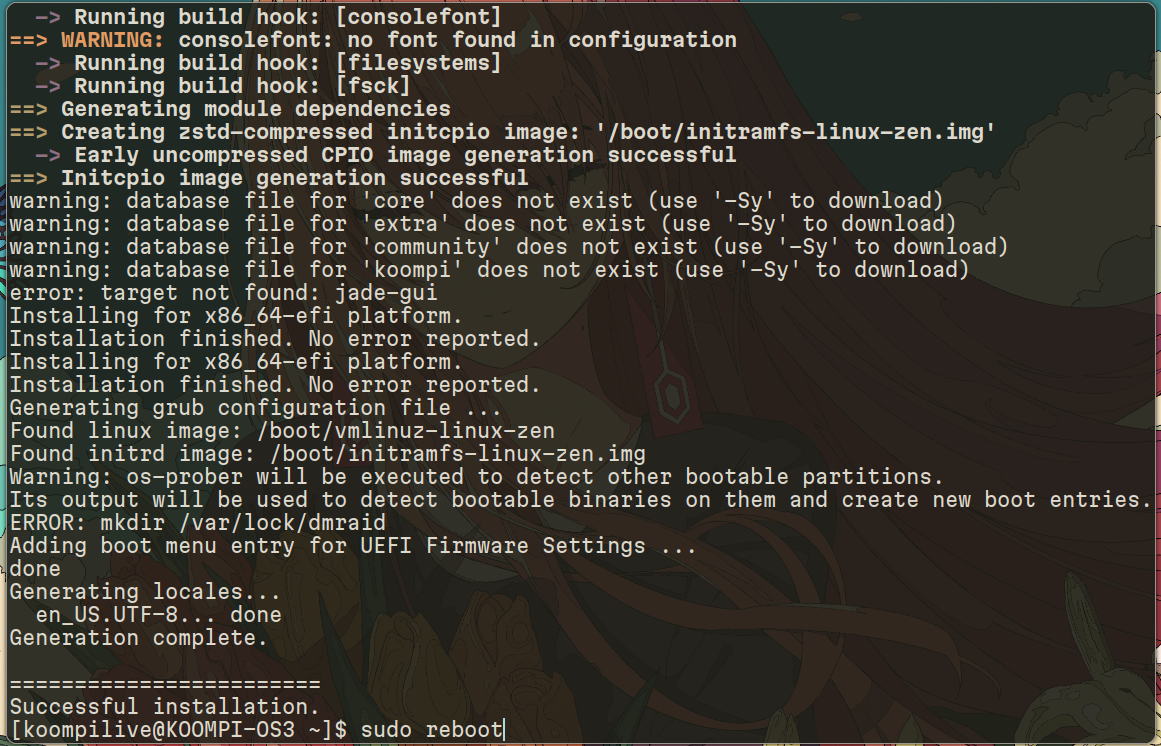 -> Running build hook: [consolefont]
==> WARNING: consolefont: no font found in configuration
-> Running build hook: [filesystems]
-> Running build hook: [fsck]
==> Generating module dependencies
==> Creating zstd-compressed initcpio image: '/boot/initramfs-linux-zen.img'
-> Early uncompressed CPIO image generation successful
==> Initcpio image generation successful
warning: database file for 'core' does not exist (use '-Sy' to download)
warning: database file for 'extra' does not exist (use '-Sy' to download)
warning: database file for 'community' does not exist (use '-Sy' to download)
warning: database file for 'koompi' does not exist (use '-Sy' to download)
error: target not found: jade-gui
Installing for x86_64-efi platform.
Installation finished. No error reported.
Installing for x86_64-efi platform.
Installation finished. No error reported.
Generating grub configuration file ...
Found linux image: /boot/vmlinuz-linux-zen
Found initrd image: /boot/initramfs-linux-zen.img
Warning: os-prober will be executed to detect other bootable partitions.
Its output will be used to detect bootable binaries on them and create new boot entries.
ERROR: mkdir /var/lock/dmraid
Adding boot menu entry for UEFI Firmware Settings ...
done
Generating locales...
  en_US.UTF-8... done
Generation complete.
========================
Successful installation.
[koompilive@KOOMPI-OS3 ~]$ sudo reboot